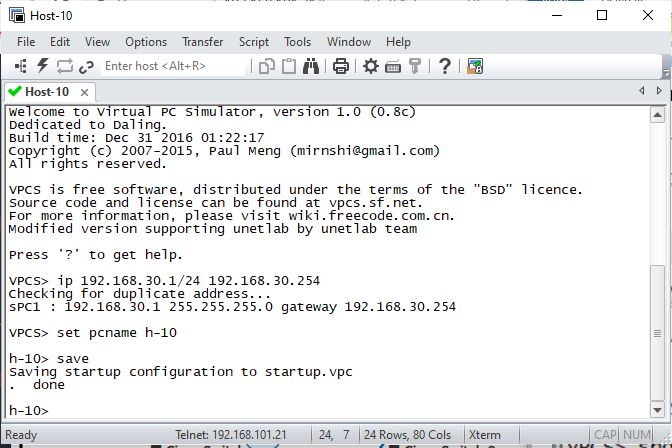 Host-10
File Edit View Options Transfer Script Tools Window Help
Enter host <Alt+R>
Host-10
Welcome to Virtual PC Simulator, version 1.0 (0.8c)
Dedicated to Daling.
Build time: Dec 31 2016 01:22:17
Copyright (c) 2007-2015, Paul Meng (mirnshi@gmail.com)
All rights reserved.
VPCS is free software, distributed under the terms of the "BSD" licence.
Source code and license can be found at vpcs.sf.net.
For more information, please visit wiki.freecode.com.cn.
Modified version supporting unetlab by unetlab team
Press '?' to get help.
VPCS> ip 192.168.30.1/24 192.168.30.254
Checking for duplicate address...
sPC1 : 192.168.30.1 255.255.255.0 gateway 192.168.30.254
VPCS> set pcname h-10
h-10> save
Saving startup configuration to startup.vpc
.  done
h-10>
Ready Telnet: 192.168.101.21 24, 7 24 Rows, 80 Cols Xterm CAP NUM